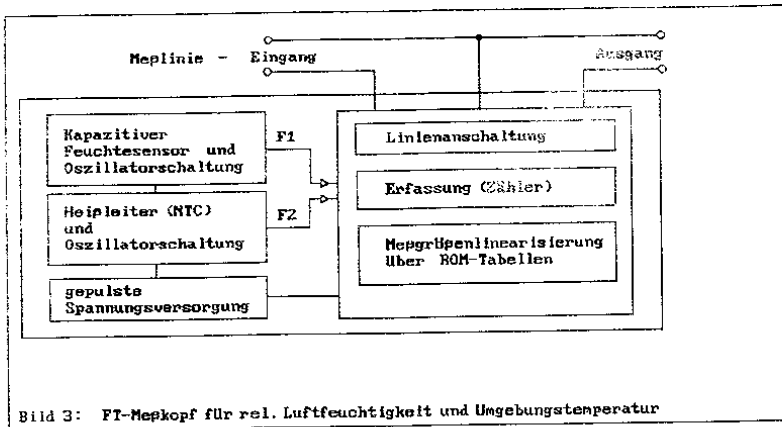 Meßlinie - Eingang
Ausgang
Kapazitiver
Feuchtesensor und
Oszillatorschaltung
F1
Heißleiter (NTC)
und
Oszillatorschaltung
F2
gepulste
Spannungsversorgung
Linienanschaltung
Erfassung (Zähler)
Meßgrößenlinearisierung
über ROM-Tabellen
Bild 3: FT-Meßkopf für rel. Luftfeuchtigkeit und Umgebungstemperatur